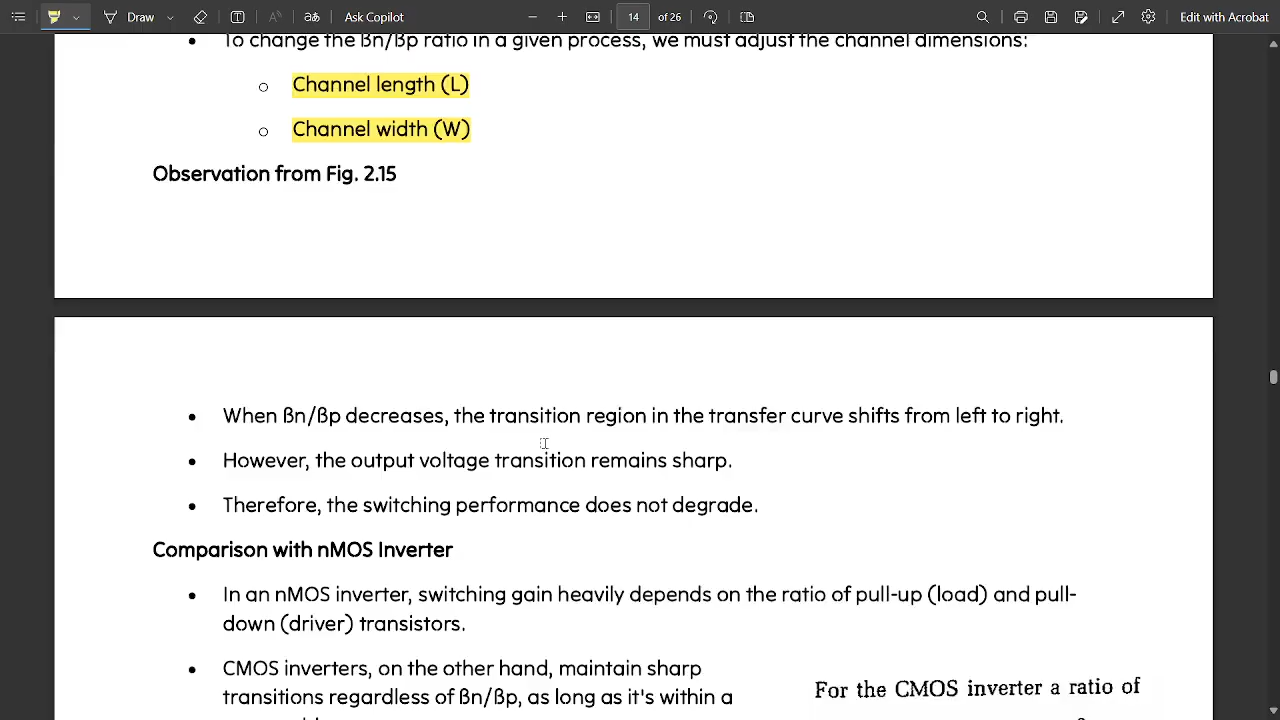 Draw
Ask Copilot
14 of 26
Edit with Acrobat
To change the βn/βp ratio in a given process, we must adjust the channel dimensions:
Channel length (L)
Channel width (W)
Observation from Fig. 2.15
When βn/βp decreases, the transition region in the transfer curve shifts from left to right.
However, the output voltage transition remains sharp.
Therefore, the switching performance does not degrade.
Comparison with nMOS Inverter
In an nMOS inverter, switching gain heavily depends on the ratio of pull-up (load) and pull-
down (driver) transistors.
CMOS inverters, on the other hand, maintain sharp
transitions regardless of βn/βp, as long as it's within a
For the CMOS inverter a ratio of